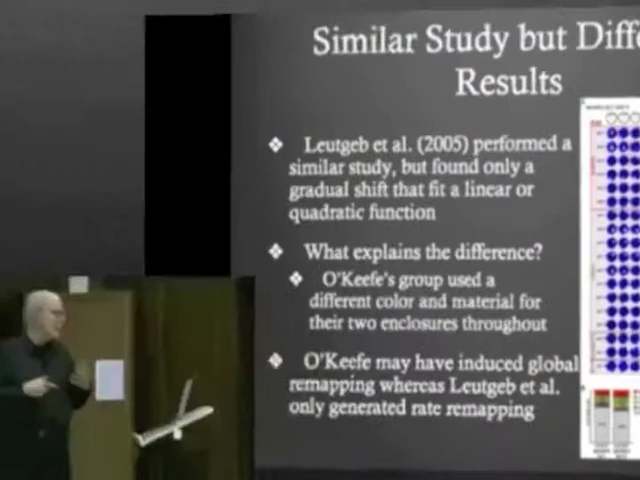 Similar Study but Diffe
Results
❖ Leutgeb et al. (2005) performed a
similar study, but found only a
gradual shift that fit a linear or
quadratic function
❖ What explains the difference?
❖ O'Keefe's group used a
different color and material for
their two enclosures throughout
❖ O'Keefe may have induced global
remapping whereas Leutgeb et al.
only generated rate remapping